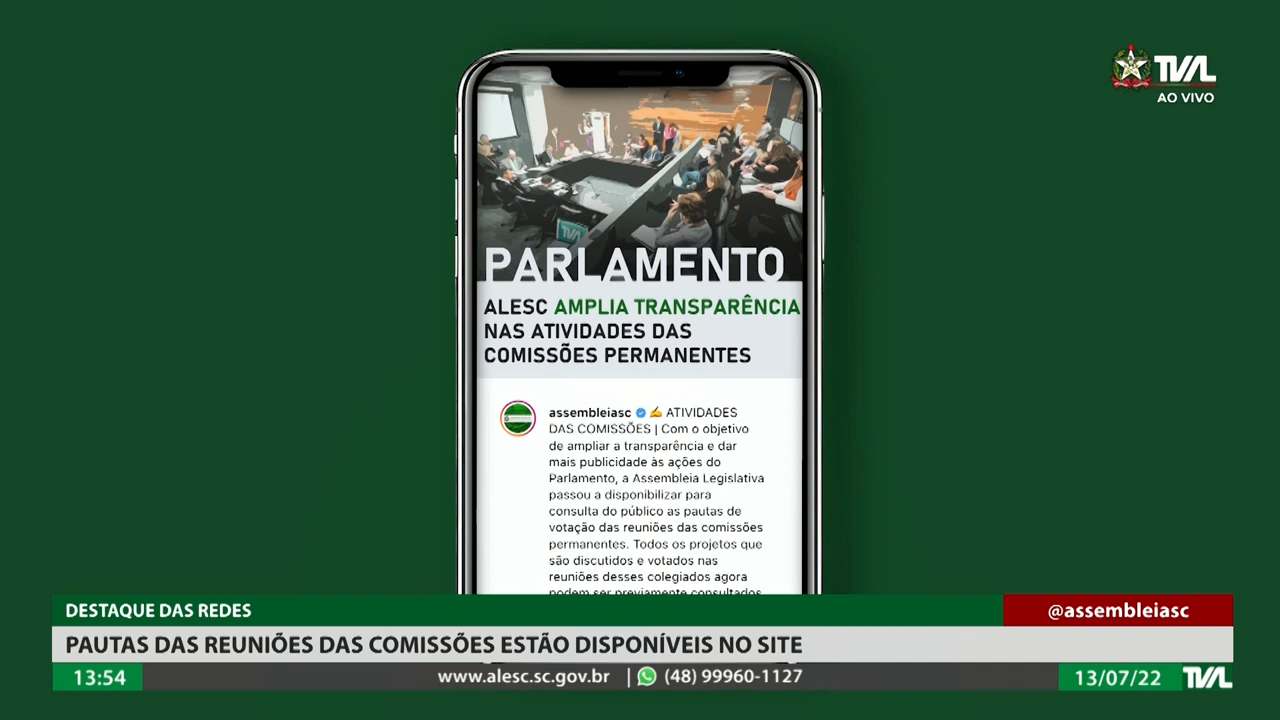 TVAL
AO VIVO
PARLAMENTO
ALESC AMPLIA TRANSPARÊNCIA
NAS ATIVIDADES DAS
COMISSÕES PERMANENTES
assembleiasc ✍️ ATIVIDADES
DAS COMISSÕES | Com o objetivo
de ampliar a transparência e dar
mais publicidade às ações do
Parlamento, a Assembleia Legislativa
passou a disponibilizar para
consulta do público as pautas de
votação das reuniões das comissões
permanentes. Todos os projetos que
são discutidos e votados nas
reuniões desses colegiados agora
podem ser previamente consultados
DESTAQUE DAS REDES
@assembleiasc
PAUTAS DAS REUNIÕES DAS COMISSÕES ESTÃO DISPONÍVEIS NO SITE
13:54
www.alesc.sc.gov.br | (48) 99960-1127
13/07/22
TVAL